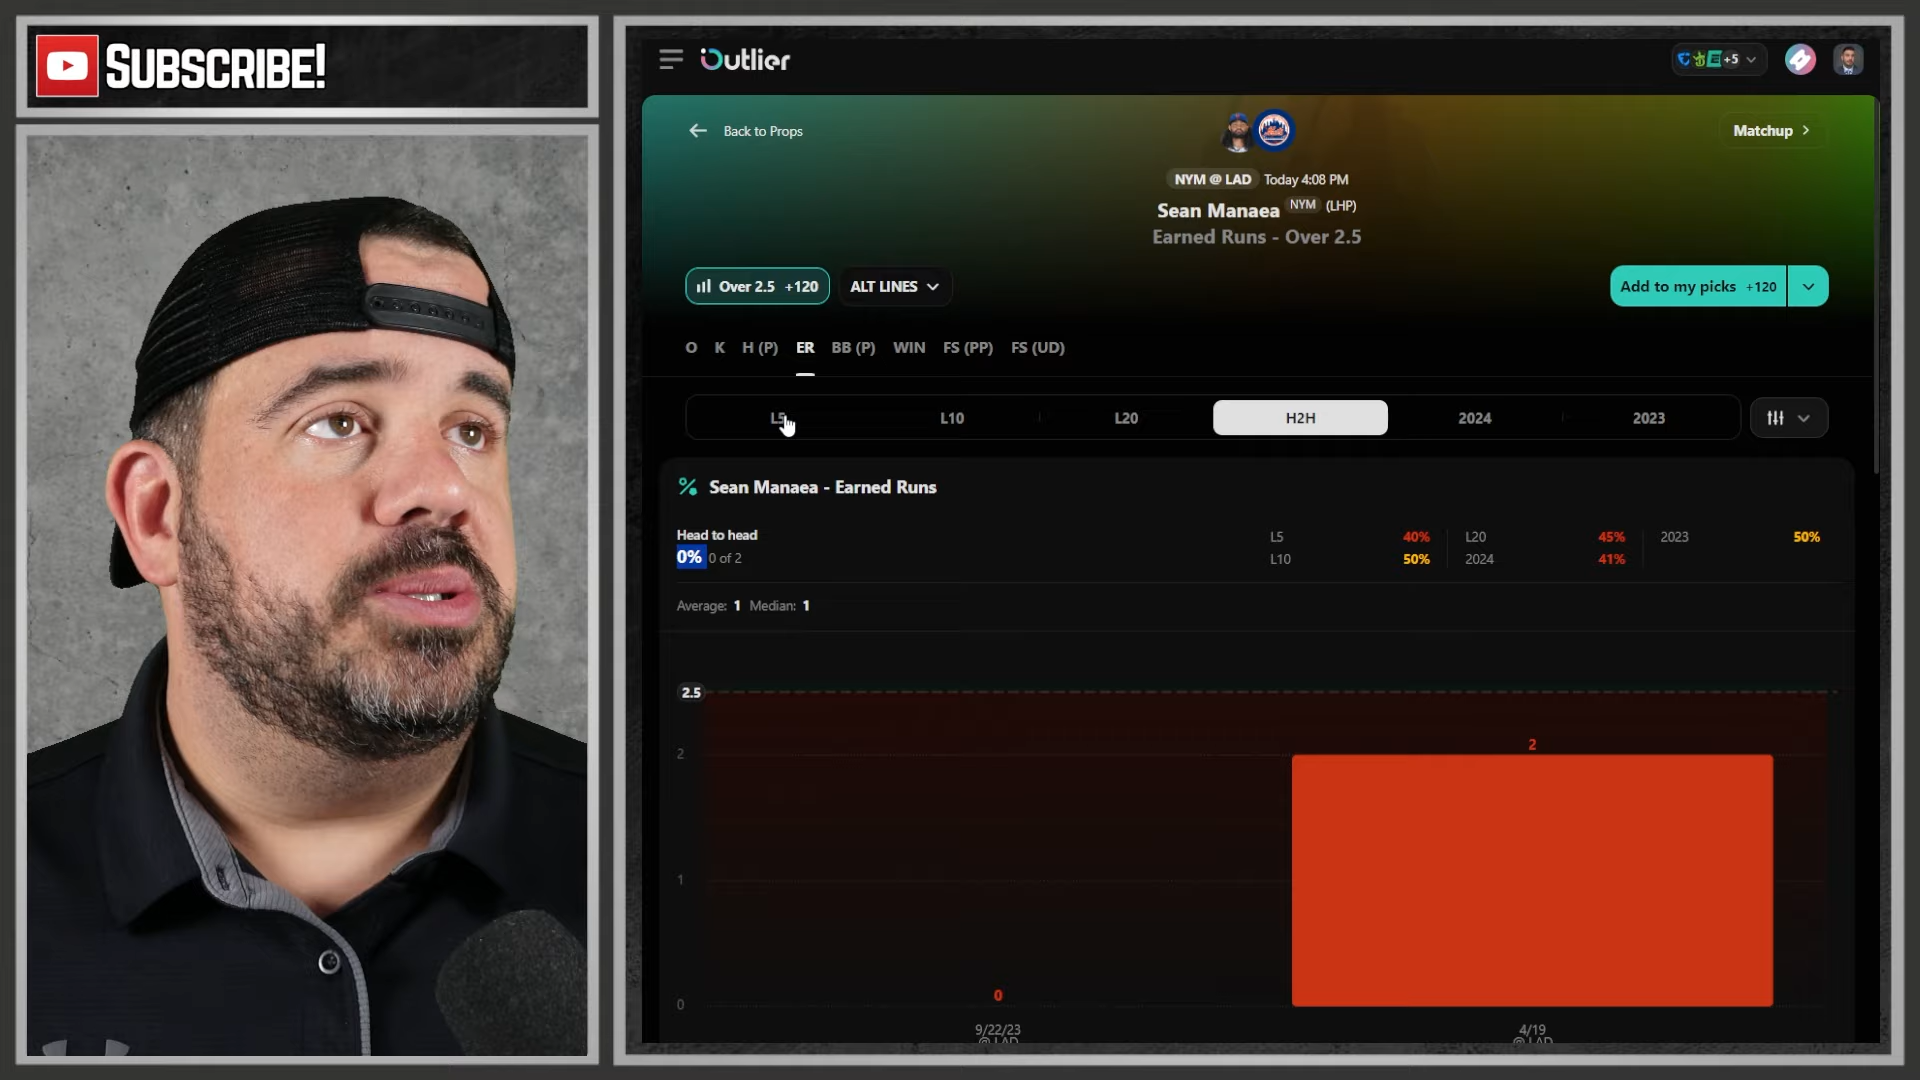 SUBSCRIBE!
Outlier
+5
Back to Props
Matchup
NYM @ LAD Today 4:08 PM
Sean Manaea NYM (LHP)
Earned Runs - Over 2.5
Over 2.5 +120
ALT LINES
Add to my picks +120
O K H (P) ER BB (P) WIN FS (PP) FS (UD)
L5 L10 L20 H2H 2024 2023
Sean Manaea - Earned Runs
Head to head
0% 0 of 2
L5 40% L20 45% 2023 50%
L10 50% 2024 41%
Average: 1 Median: 1
2.5
2
2
1
0
0
9/22/23 4/19
@ LAD @ LAD